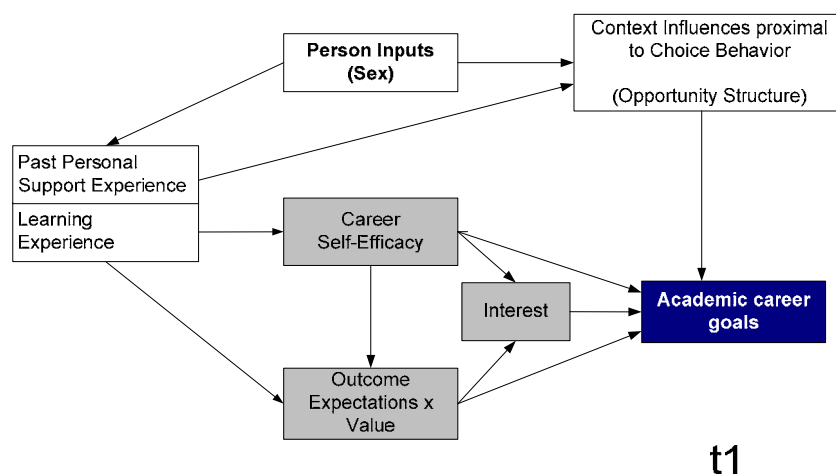 Person Inputs
(Sex)
Context Influences proximal
to Choice Behavior
(Opportunity Structure)
Past Personal
Support Experience
Learning
Experience
Career
Self-Efficacy
Interest
Academic career
goals
Outcome
Expectations x
Value
t1